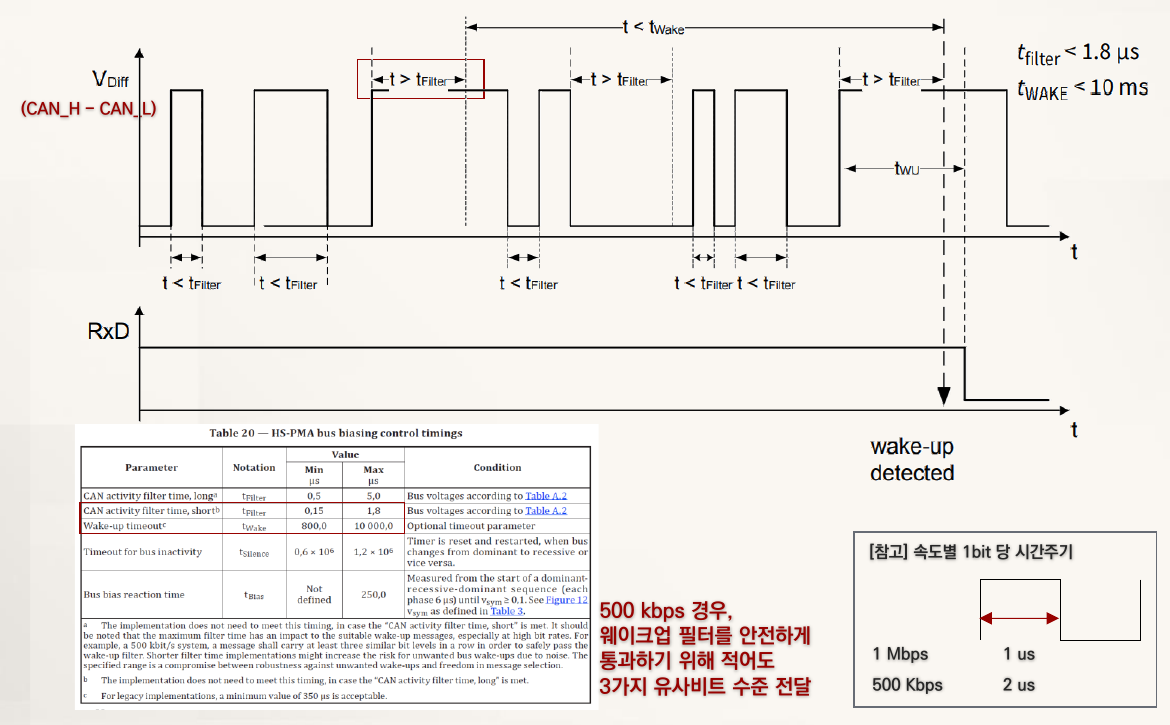 t < tWake
tfilter < 1.8 µs
tWAKE < 10 ms
VDiff
(CAN_H − CAN_L)
t > tFilter
t > tFilter
t > tFilter
tWU
t
t < tFilter
t < tFilter
t < tFilter
t < tFilter
t < tFilter
RxD
t
wake-up
detected
Table 20 — HS-PMA bus biasing control timings
Parameter Notation Value Condition
Min Max
µs µs
CAN activity filter time, longa tFilter 0,5 5,0 Bus voltages according to Table A.2
CAN activity filter time, shortb tFilter 0,15 1,8 Bus voltages according to Table A.2
Wake-up timeoutc tWake 800,0 10 000,0 Optional timeout parameter
Timeout for bus inactivity tSilence 0,6 × 10⁶ 1,2 × 10⁶ Timer is reset and restarted, when bus
changes from dominant to recessive or
vice versa.
Bus bias reaction time tBias Not
defined 250,0 Measured from the start of a dominant-
recessive-dominant sequence (each
phase 6 µs) until vsym ≥ 0.1. See Figure 12
vsym as defined in Table 3.
a The implementation does not need to meet this timing, in case the “CAN activity filter time, short” is met. It should
be noted that the maximum filter time has an impact to the suitable wake-up messages, especially at high bit rates. For
example, a 500 kbit/s system, a message shall carry at least three similar bit levels in a row in order to safely pass the
wake-up filter. Shorter filter time implementations might increase the risk for unwanted bus wake-ups due to noise. The
specified range is a compromise between robustness against unwanted wake-ups and freedom in message selection.
b The implementation does not need to meet this timing, in case the “CAN activity filter time, long” is met.
c For legacy implementations, a minimum value of 350 µs is acceptable.
500 kbps 경우,
웨이크업 필터를 안전하게
통과하기 위해 적어도
3가지 유사비트 수준 전달
[참고] 속도별 1bit 당 시간주기
1 Mbps 1 us
500 Kbps 2 us